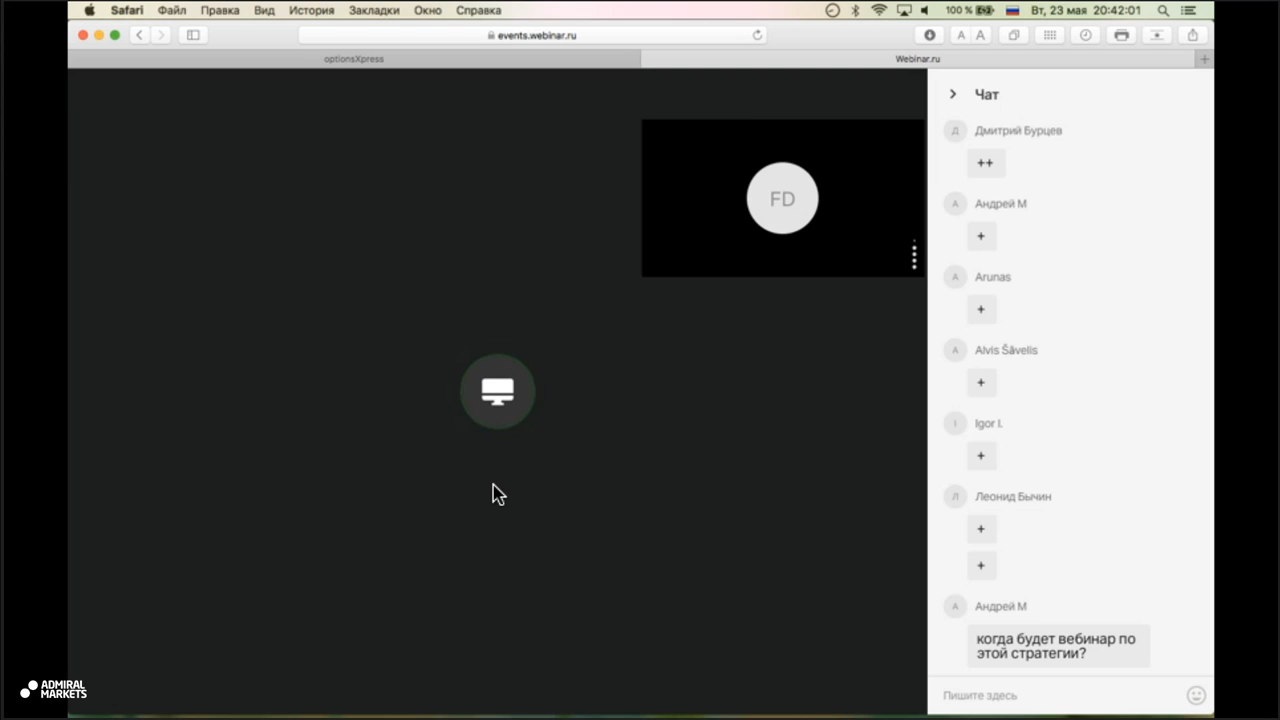 Safari Файл Правка Вид История Закладки Окно Справка
100 % Вт, 23 мая 20:42:01
events.webinar.ru
A A
optionsXpress
Webinar.ru
+
FD
Чат
Д Дмитрий Бурцев
++
А Андрей М
+
A Arunas
+
A Alvis Šāvelis
+
I Igor I.
+
Л Леонид Бычин
+
+
А Андрей М
когда будет вебинар по
этой стратегии?
Пишите здесь
ADMIRAL
MARKETS